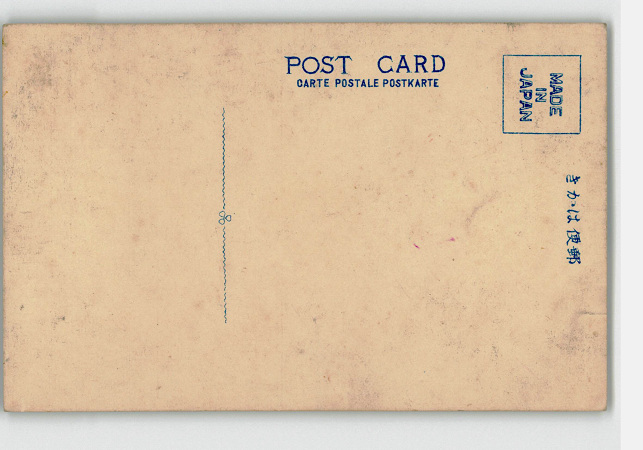 POST CARD
CARTE POSTALE POSTKARTE
MADE
IN
JAPAN
郵便はかき